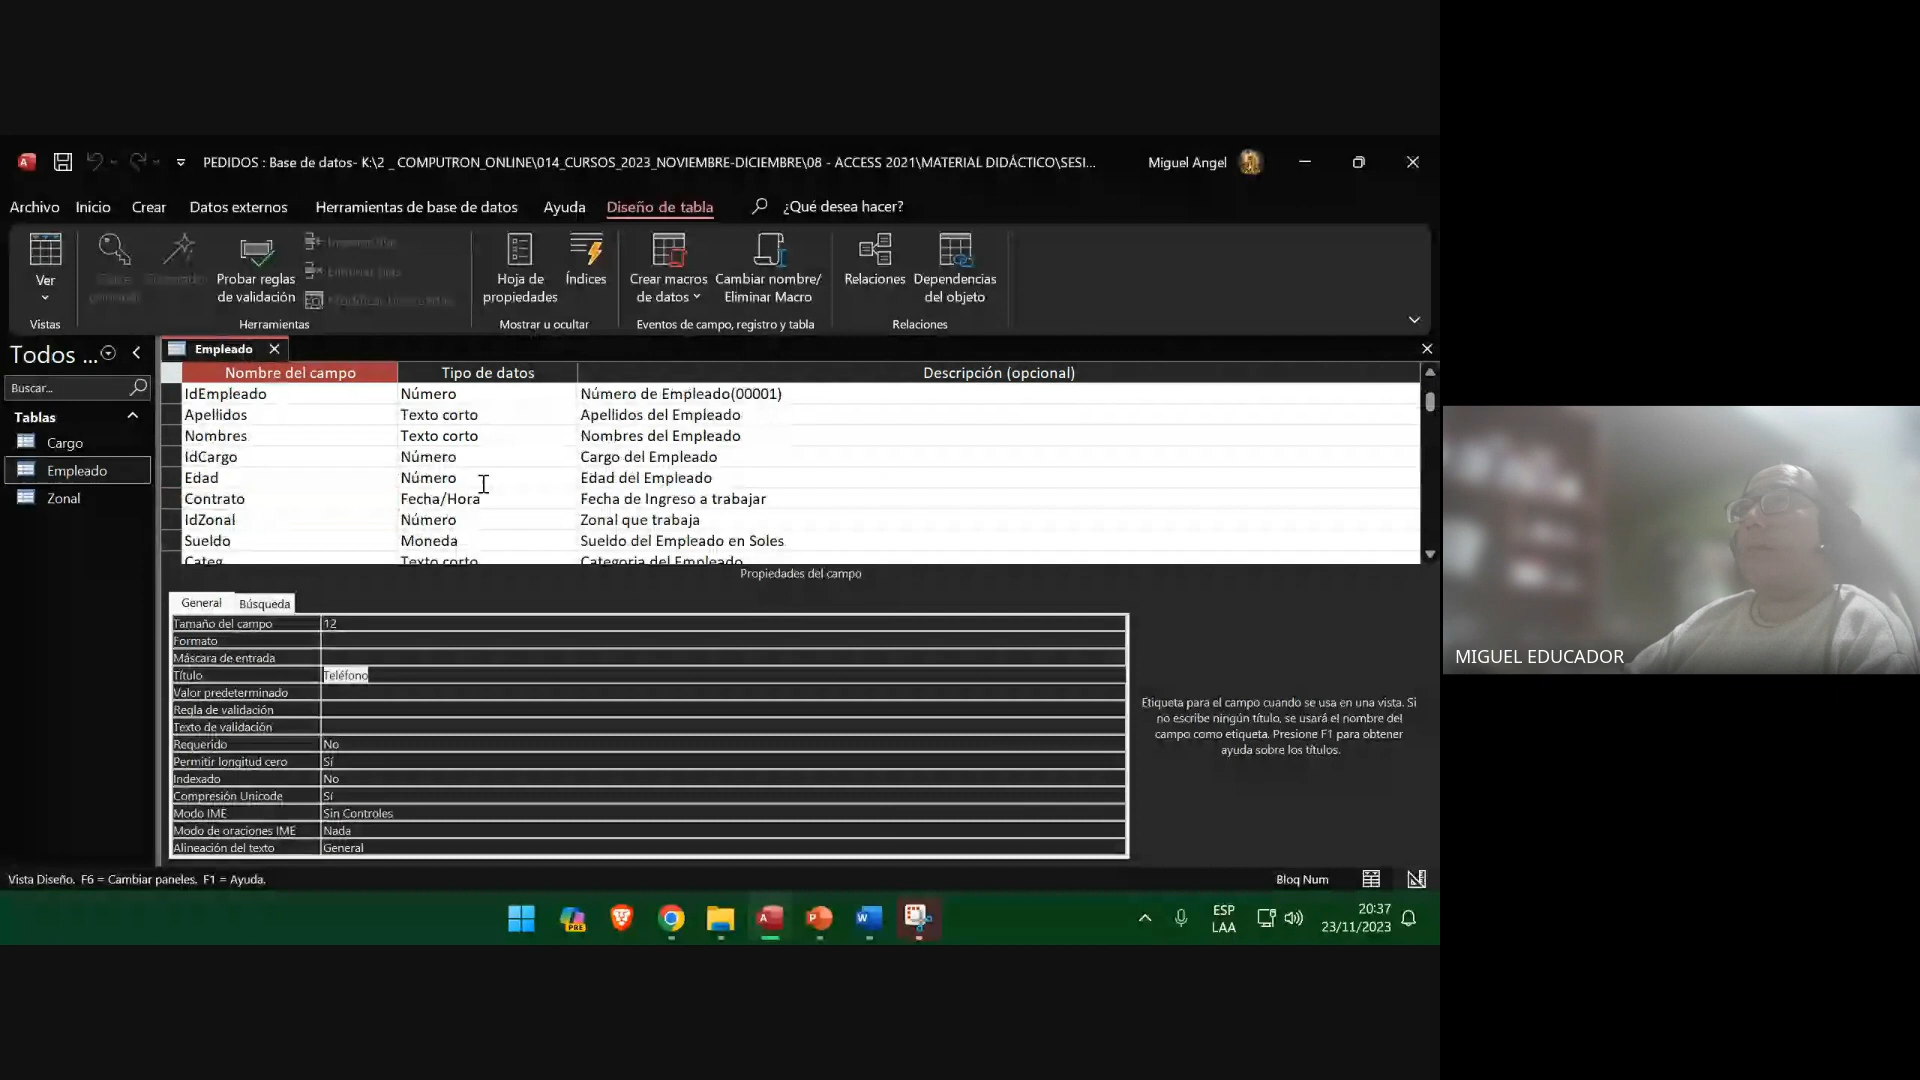 PEDIDOS : Base de datos- K:\2 _ COMPUTRON_ONLINE\014_CURSOS_2023_NOVIEMBRE-DICIEMBRE\08 - ACCESS 2021\MATERIAL DIDÁCTICO\SESI...
Miguel Angel
Archivo Inicio Crear Datos externos Herramientas de base de datos Ayuda Diseño de tabla ¿Qué desea hacer?
Ver
Probar reglas
de validación
Hoja de
propiedades
Índices
Crear macros
de datos
Cambiar nombre/
Eliminar Macro
Relaciones
Dependencias
del objeto
Vistas Herramientas Mostrar u ocultar Eventos de campo, registro y tabla Relaciones
Todos ...
Buscar...
Tablas
Cargo
Empleado
Zonal
Empleado
Nombre del campo Tipo de datos Descripción (opcional)
IdEmpleado Número Número de Empleado(00001)
Apellidos Texto corto Apellidos del Empleado
Nombres Texto corto Nombres del Empleado
IdCargo Número Cargo del Empleado
Edad Número Edad del Empleado
Contrato Fecha/Hora Fecha de Ingreso a trabajar
IdZonal Número Zonal que trabaja
Sueldo Moneda Sueldo del Empleado en Soles
Categ Texto corto Categoria del Empleado
Propiedades del campo
General Búsqueda
Tamaño del campo 12
Formato
Máscara de entrada
Título Teléfono
Valor predeterminado
Regla de validación
Texto de validación
Requerido No
Permitir longitud cero Sí
Indexado No
Compresión Unicode Sí
Modo IME Sin Controles
Modo de oraciones IME Nada
Alineación del texto General
Etiqueta para el campo cuando se usa en una vista. Si
no escribe ningún título, se usará el nombre del
campo como etiqueta. Presione F1 para obtener
ayuda sobre los títulos.
Vista Diseño. F6 = Cambiar paneles. F1 = Ayuda.
Bloq Num
PRE
ESP
LAA
20:37
23/11/2023
MIGUEL EDUCADOR